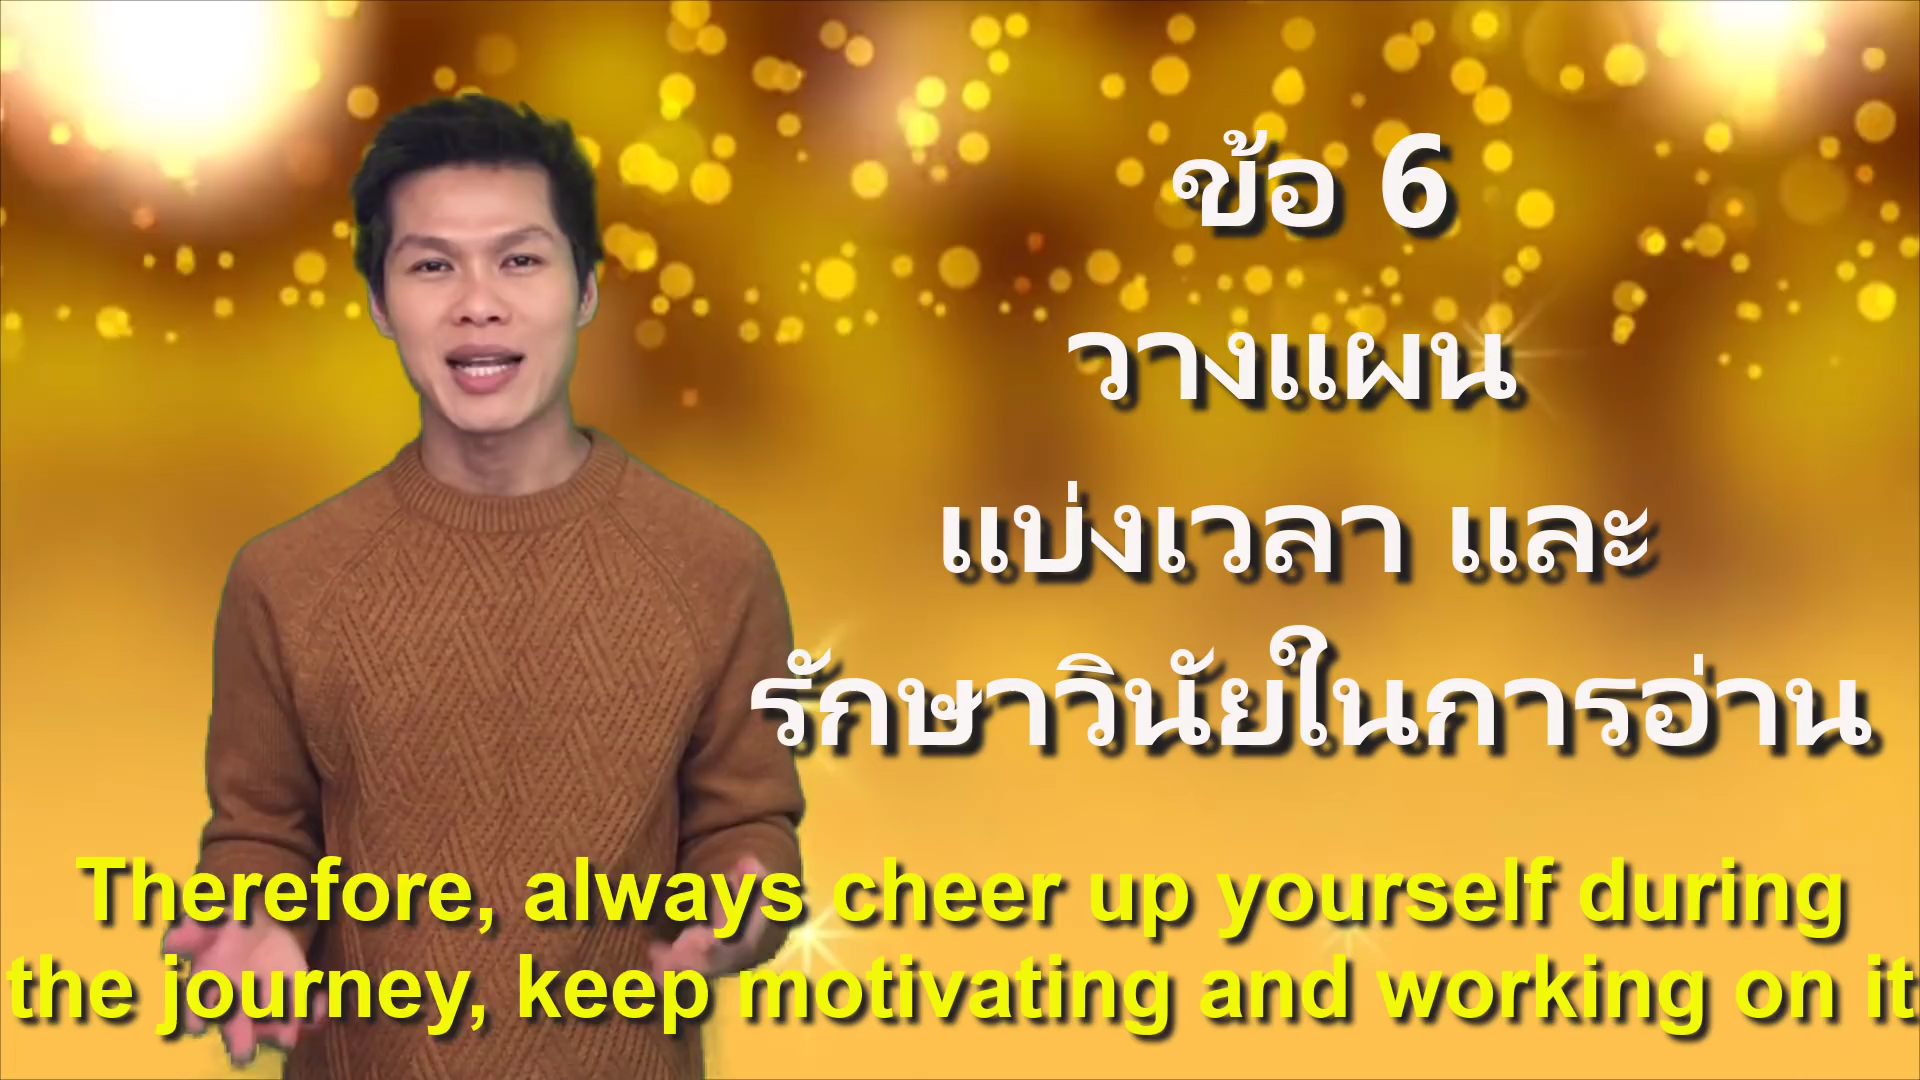 ข้อ 6
วางแผน
แบ่งเวลา และ
รักษาวินัยในการอ่าน
Therefore, always cheer up yourself during
the journey, keep motivating and working on it